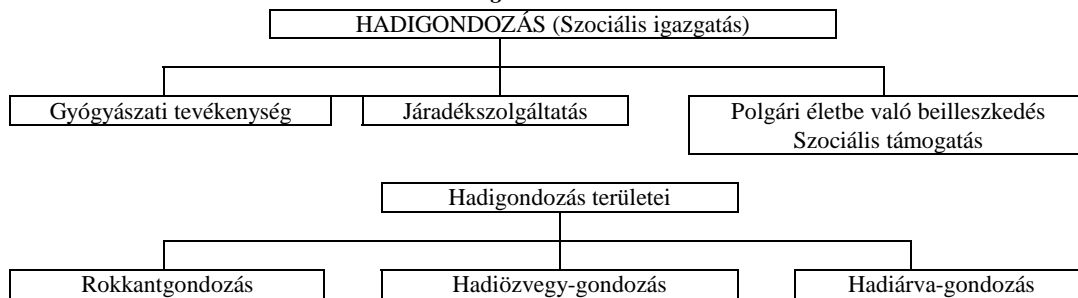 HADIGONDOZÁS (Szociális igazgatás)
Gyógyászati tevékenység
Járadékszolgáltatás
Polgári életbe való beilleszkedés
Szociális támogatás
Hadigondozás területei
Rokkantgondozás
Hadiözvegy-gondozás
Hadiárva-gondozás